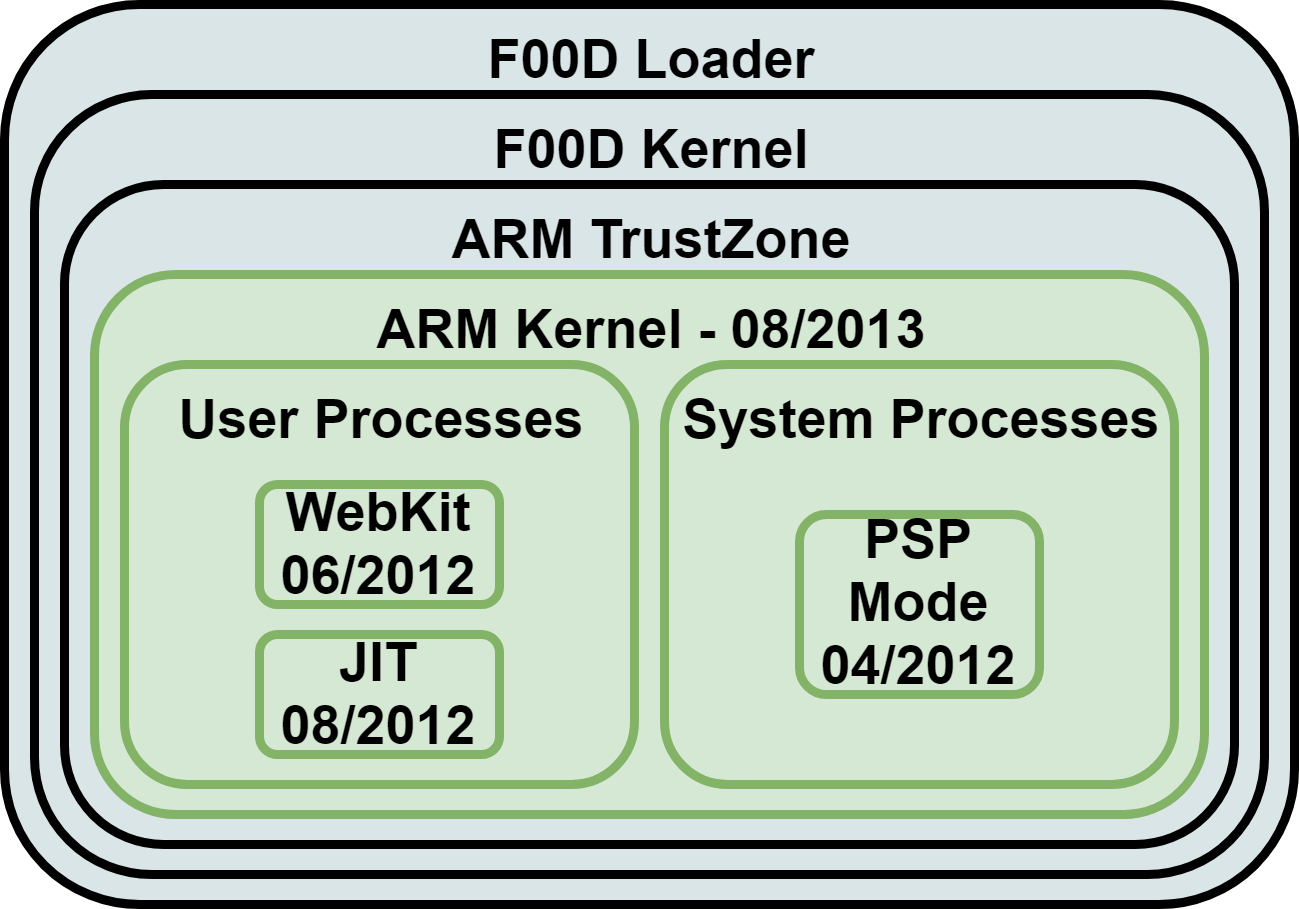 F00D Loader
F00D Kernel
ARM TrustZone
ARM Kernel - 08/2013
User Processes
WebKit
06/2012
JIT
08/2012
System Processes
PSP
Mode
04/2012